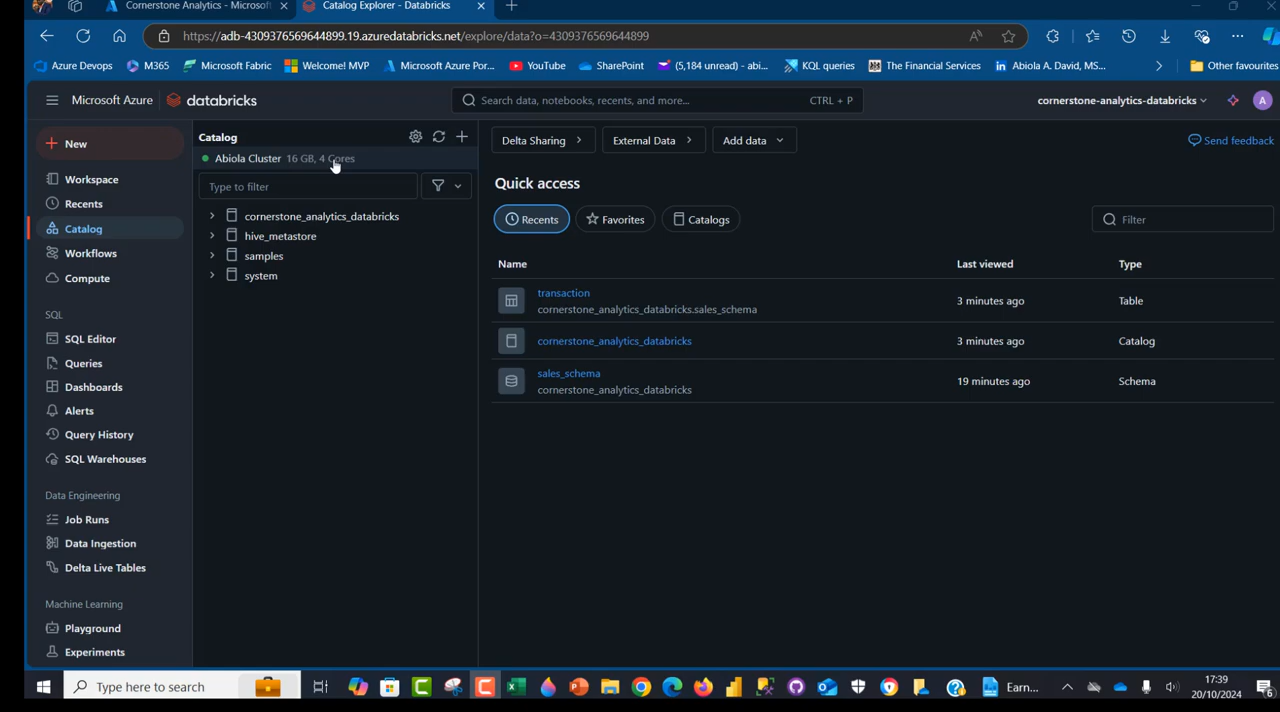 Cornerstone Analytics - Microsof
Catalog Explorer - Databricks
https://adb-4309376569644899.19.azuredatabricks.net/explore/data?o=4309376569644899
Azure Devops
M365
Microsoft Fabric
Welcome! MVP
Microsoft Azure Por...
YouTube
SharePoint
(5,184 unread) - abi...
KQL queries
The Financial Services
Abiola A. David, MS...
Other favourites
Microsoft Azure
databricks
Search data, notebooks, recents, and more...
CTRL + P
cornerstone-analytics-databricks
A
New
Workspace
Recents
Catalog
Workflows
Compute
SQL
SQL Editor
Queries
Dashboards
Alerts
Query History
SQL Warehouses
Data Engineering
Job Runs
Data Ingestion
Delta Live Tables
Machine Learning
Playground
Experiments
Catalog
Abiola Cluster 16 GB, 4 Cores
Type to filter
cornerstone_analytics_databricks
hive_metastore
samples
system
Delta Sharing
External Data
Add data
Send feedback
Quick access
Recents
Favorites
Catalogs
Filter
Name Last viewed Type
transaction
cornerstone_analytics_databricks.sales_schema
3 minutes ago Table
cornerstone_analytics_databricks 3 minutes ago Catalog
sales_schema
cornerstone_analytics_databricks
19 minutes ago Schema
Type here to search
Earn...
17:39
20/10/2024
6